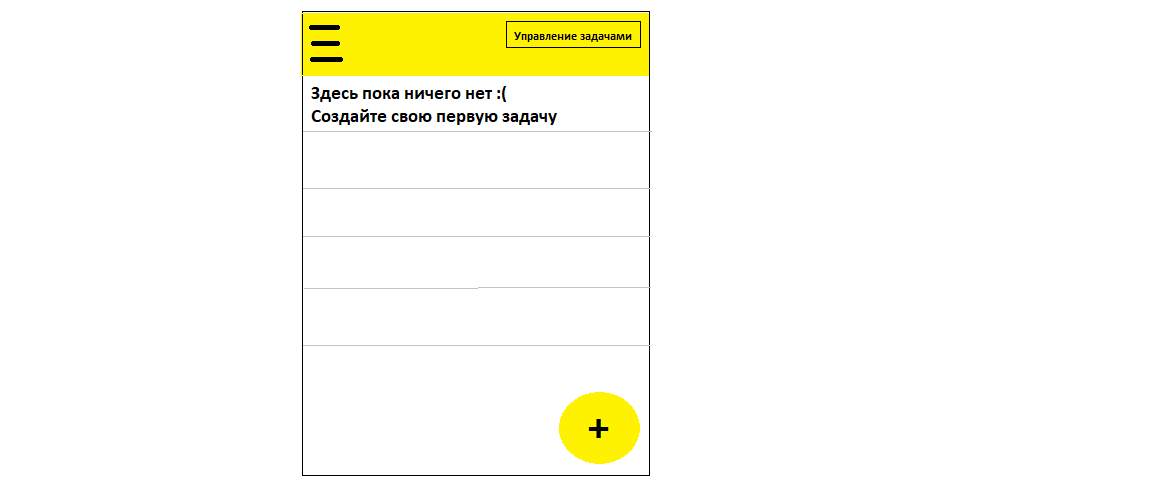 Управление задачами
Здесь пока ничего нет :(
Создайте свою первую задачу
+